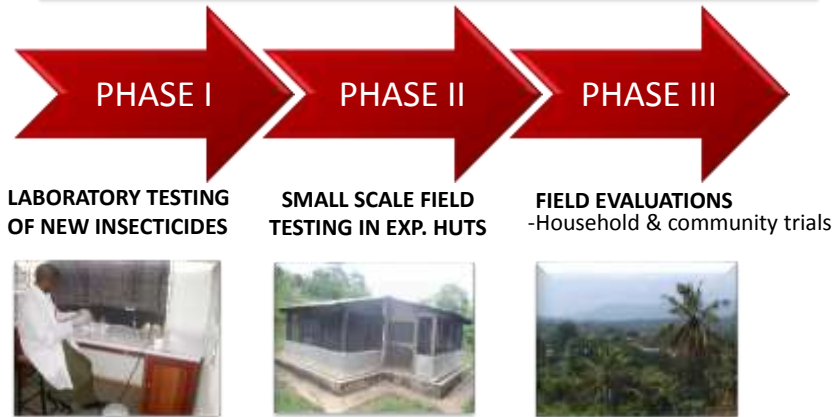 PHASE I
PHASE II
PHASE III
LABORATORY TESTING
OF NEW INSECTICIDES
SMALL SCALE FIELD
TESTING IN EXP. HUTS
FIELD EVALUATIONS
-Household & community trials